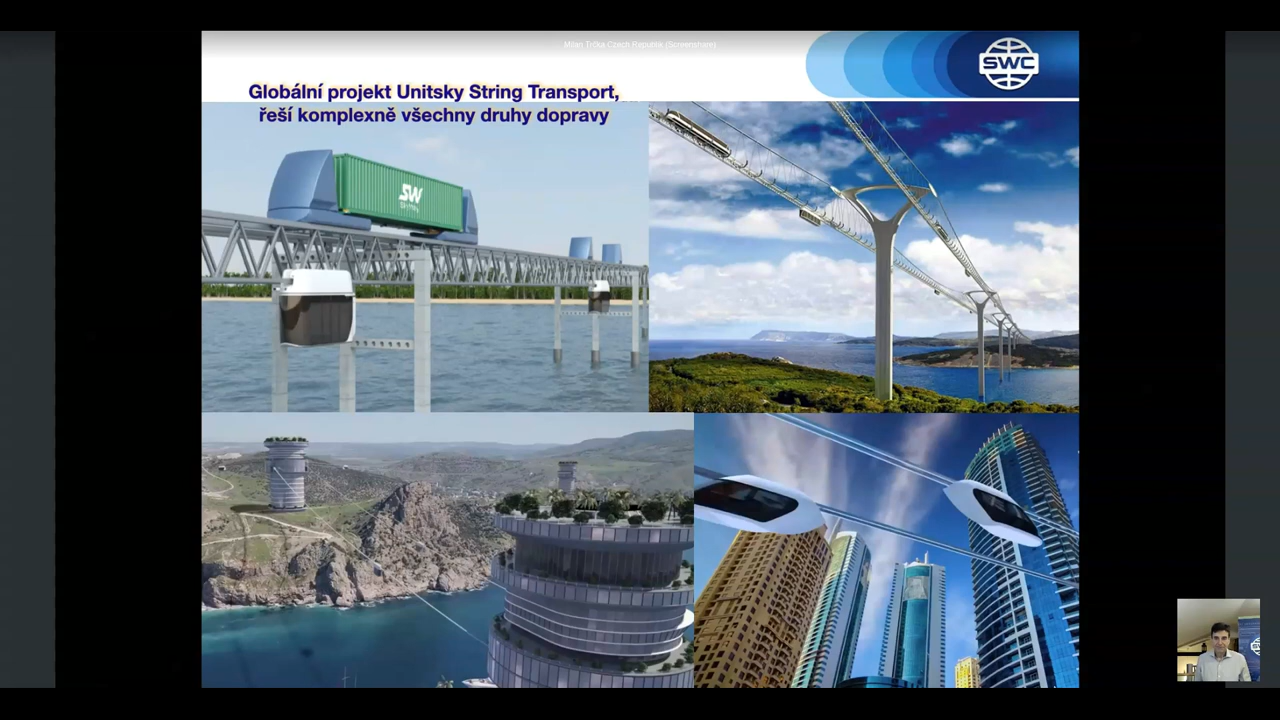 Milan Trčka Czech Republic (Screenshare)
SWC
Globální projekt Unitsky String Transport,
řeší komplexně všechny druhy dopravy
SW